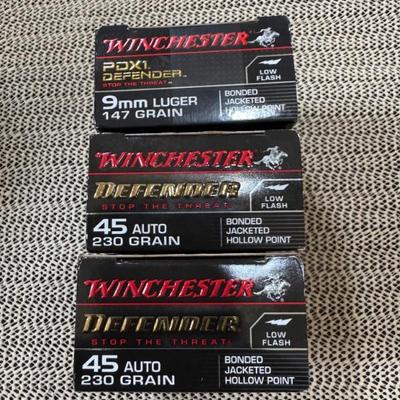 WINCHESTER
PDX1
DEFENDER™
STOP THE THREAT™
LOW
FLASH
9mm LUGER
147 GRAIN
BONDED
JACKETED
HOLLOW POINT
WINCHESTER
DEFENDER
STOP THE THREAT
LOW
FLASH
45 AUTO
230 GRAIN
BONDED
JACKETED
HOLLOW POINT
WINCHESTER
DEFENDER
STOP THE THREAT
LOW
FLASH
45 AUTO
230 GRAIN
BONDED
JACKETED
HOLLOW POINT